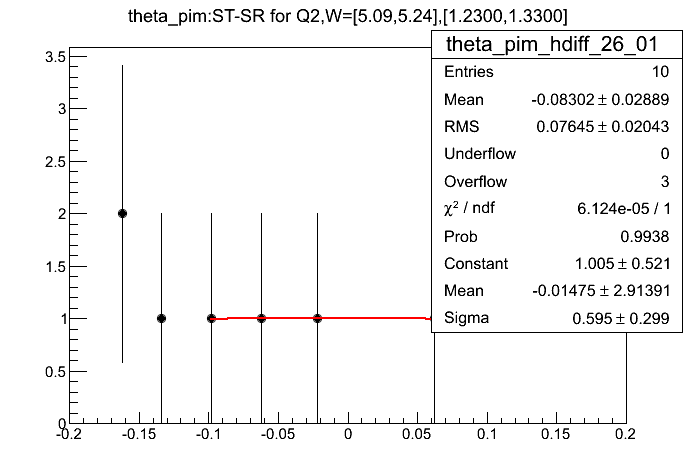 theta_pim:ST-SR for Q2,W=[5.09,5.24],[1.2300,1.3300]
theta_pim_hdiff_26_01
Entries 10
Mean -0.08302 ± 0.02889
RMS 0.07645 ± 0.02043
Underflow 0
Overflow 3
χ² / ndf 6.124e-05 / 1
Prob 0.9938
Constant 1.005 ± 0.521
Mean -0.01475 ± 2.91391
Sigma 0.595 ± 0.299
3.5
3
2.5
2
1.5
1
0.5
0
-0.2 -0.15 -0.1 -0.05 0 0.05 0.1 0.15 0.2